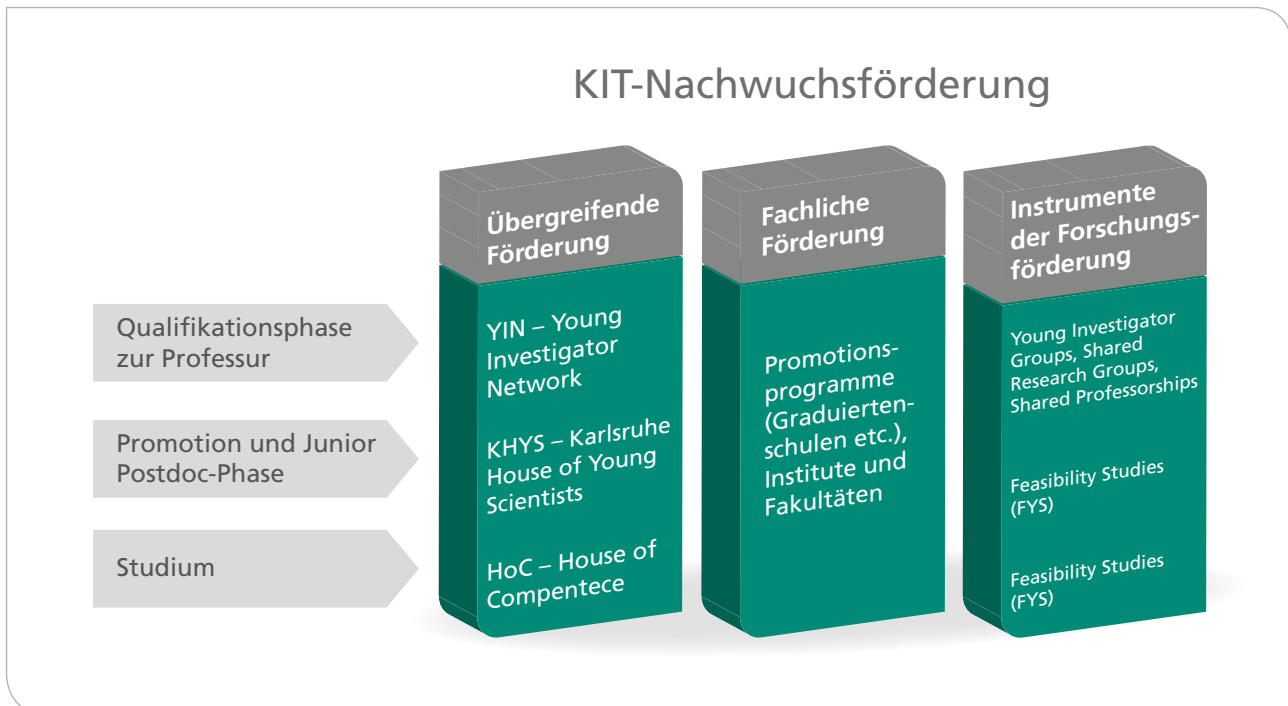 KIT-Nachwuchsförderung
Qualifikationsphase
zur Professur
Promotion und Junior
Postdoc-Phase
Studium
Übergreifende
Förderung
YIN – Young
Investigator
Network
KHYS – Karlsruhe
House of Young
Scientists
HoC – House of
Compentece
Fachliche
Förderung
Promotions-
programme
(Graduierten-
schulen etc.),
Institute und
Fakultäten
Instrumente
der Forschungs-
förderung
Young Investigator
Groups, Shared
Research Groups,
Shared Professorships
Feasibility Studies
(FYS)
Feasibility Studies
(FYS)